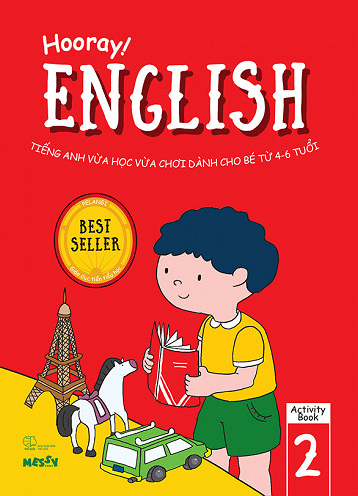 Hooray!
ENGLISH
TIẾNG ANH VỪA HỌC VỪA CHƠI DÀNH CHO BÉ TỪ 4-6 TUỔI
PELANGI
BEST
SELLER
Activity
Book
2